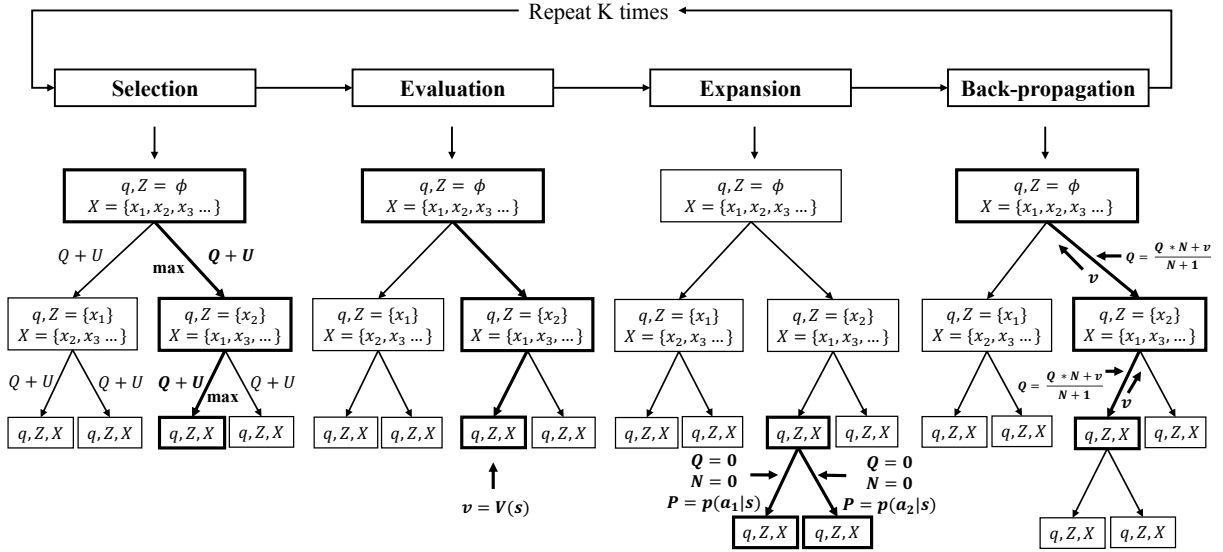 Repeat K times
Selection
Evaluation
Expansion
Back-propagation
q, Z = ϕ
X = {x₁, x₂, x₃ ...}
Q + U
max
Q + U
q, Z = {x₁}
X = {x₂, x₃ ...}
q, Z = {x₂}
X = {x₁, x₃, ...}
Q + U
Q + U
Q + U
max
Q + U
q, Z, X
q, Z, X
q, Z, X
q, Z, X
q, Z = ϕ
X = {x₁, x₂, x₃ ...}
q, Z = {x₁}
X = {x₂, x₃ ...}
q, Z = {x₂}
X = {x₁, x₃, ...}
q, Z, X
q, Z, X
q, Z, X
q, Z, X
v = V(s)
q, Z = ϕ
X = {x₁, x₂, x₃ ...}
q, Z = {x₁}
X = {x₂, x₃ ...}
q, Z = {x₂}
X = {x₁, x₃, ...}
q, Z, X
q, Z, X
q, Z, X
q, Z, X
Q = 0
N = 0
P = p(a₁|s)
Q = 0
N = 0
P = p(a₂|s)
q, Z, X
q, Z, X
q, Z = ϕ
X = {x₁, x₂, x₃ ...}
v
Q = (Q * N + v) / (N + 1)
q, Z = {x₁}
X = {x₂, x₃ ...}
q, Z = {x₂}
X = {x₁, x₃, ...}
Q = (Q * N + v) / (N + 1)
v
q, Z, X
q, Z, X
q, Z, X
q, Z, X
q, Z, X
q, Z, X